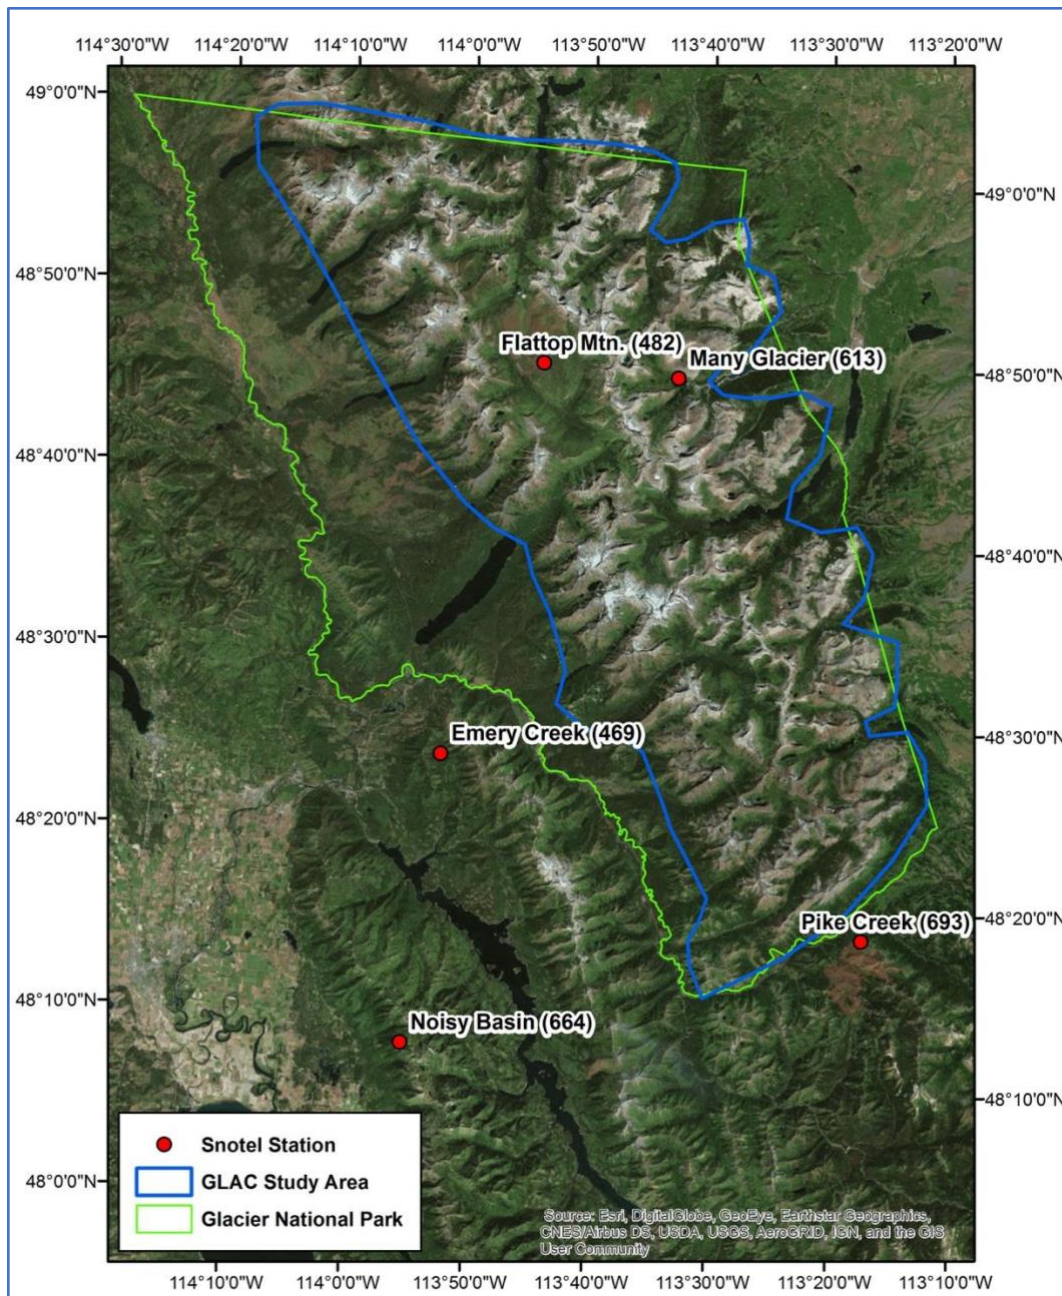 114°30'0"W 114°20'0"W 114°10'0"W 114°0'0"W 113°50'0"W 113°40'0"W 113°30'0"W 113°20'0"W
49°0'0"N
49°0'0"N
48°50'0"N
Flattop Mtn. (482)
Many Glacier (613)
48°50'0"N
48°40'0"N
48°40'0"N
48°30'0"N
Emery Creek (469)
48°30'0"N
48°20'0"N
Pike Creek (693)
48°20'0"N
48°10'0"N
Noisy Basin (664)
48°10'0"N
Snotel Station
GLAC Study Area
Glacier National Park
48°0'0"N
Source: Esri, DigitalGlobe, GeoEye, Earthstar Geographics,
CNES/Airbus DS, USDA, USGS, AeroGRID, IGN, and the GIS
User Community
114°10'0"W 114°0'0"W 113°50'0"W 113°40'0"W 113°30'0"W 113°20'0"W 113°10'0"W